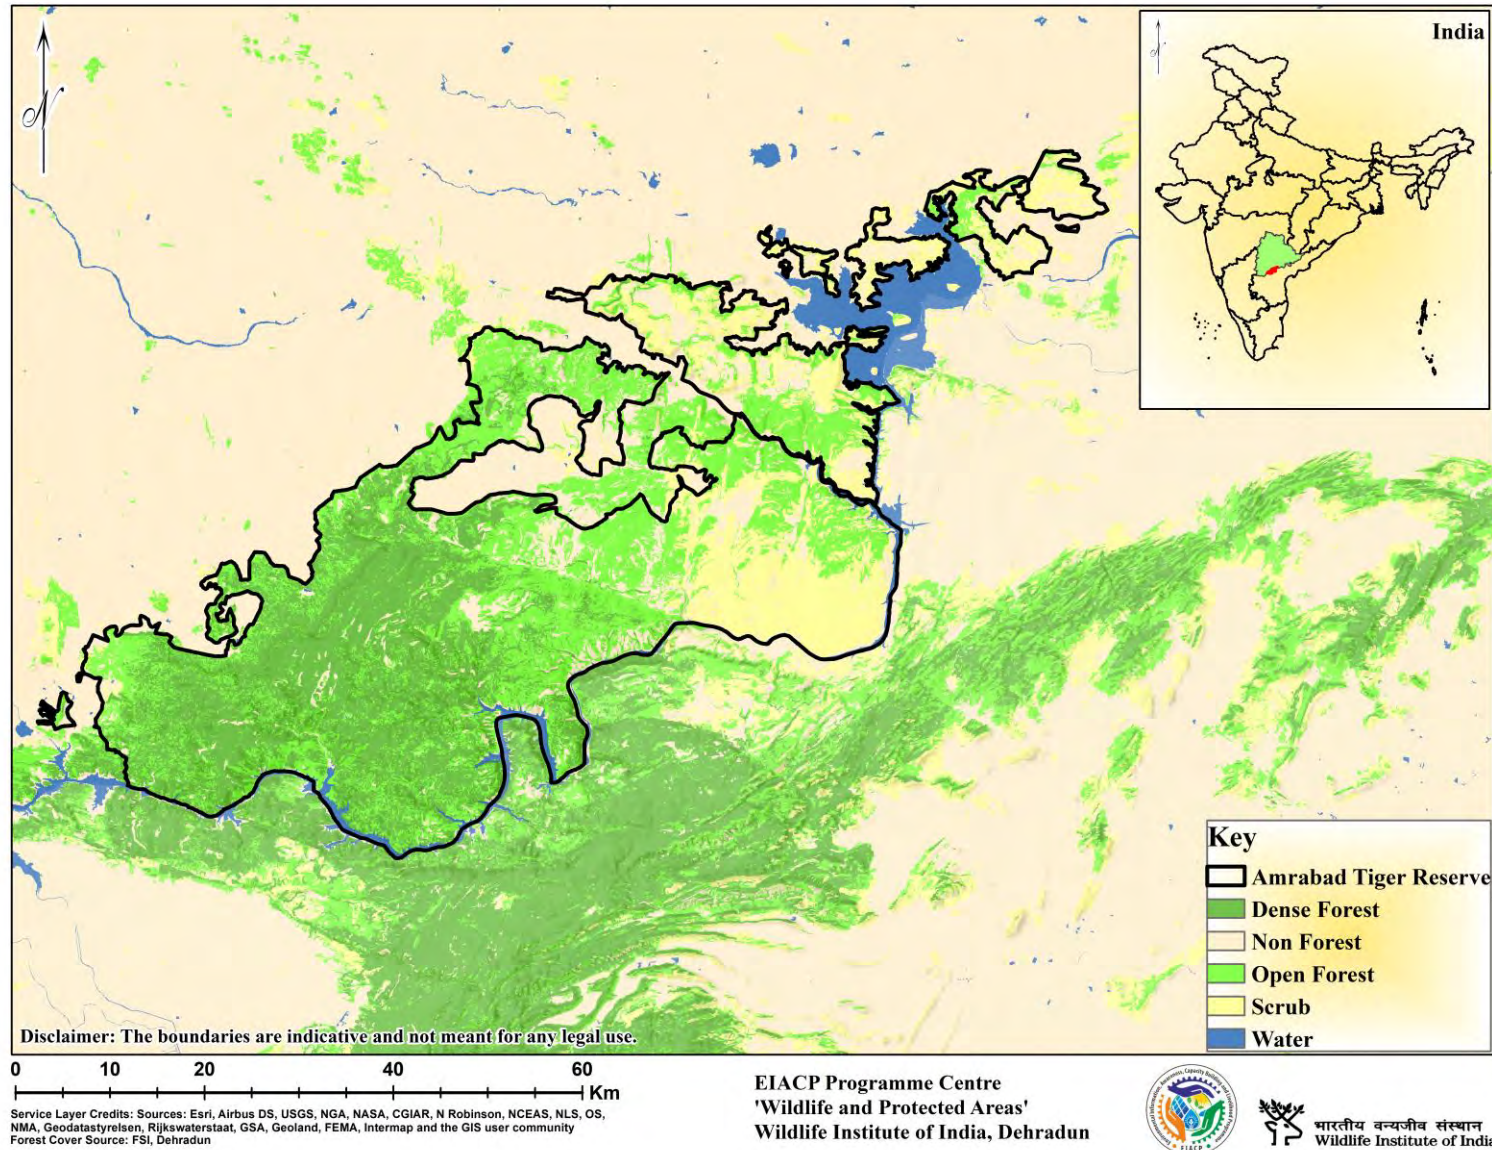 N
India
N
Key
Amrabad Tiger Reserve
Dense Forest
Non Forest
Open Forest
Scrub
Water
Disclaimer: The boundaries are indicative and not meant for any legal use.
0 10 20 40 60
Km
Service Layer Credits: Sources: Esri, Airbus DS, USGS, NGA, NASA, CGIAR, N Robinson, NCEAS, NLS, OS,
NMA, Geodatastyrelsen, Rijkswaterstaat, GSA, Geoland, FEMA, Intermap and the GIS user community
Forest Cover Source: FSI, Dehradun
EIACP Programme Centre
'Wildlife and Protected Areas'
Wildlife Institute of India, Dehradun
EIACP
भारतीय वन्यजीव संस्थान
Wildlife Institute of India